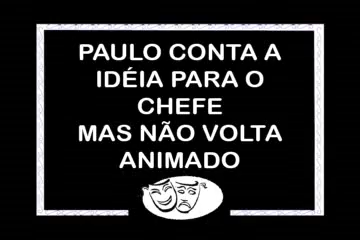 PAULO CONTA A
IDÉIA PARA O
CHEFE
MAS NÃO VOLTA
ANIMADO